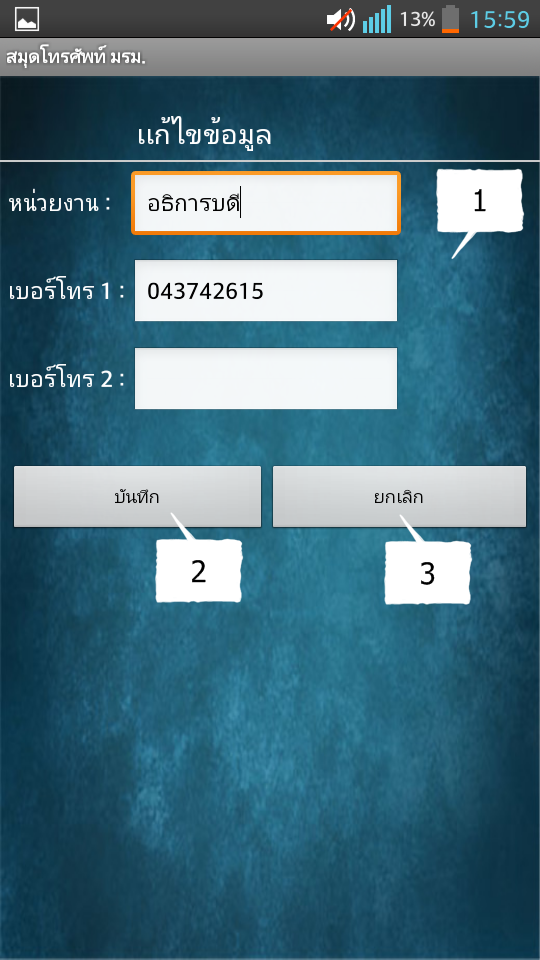 13% 15:59
สมุดโทรศัพท์ มรม.
แก้ไขข้อมูล
หน่วยงาน : อธิการบดี 1
เบอร์โทร 1 : 043742615
เบอร์โทร 2 :
บันทึก ยกเลิก
2 3